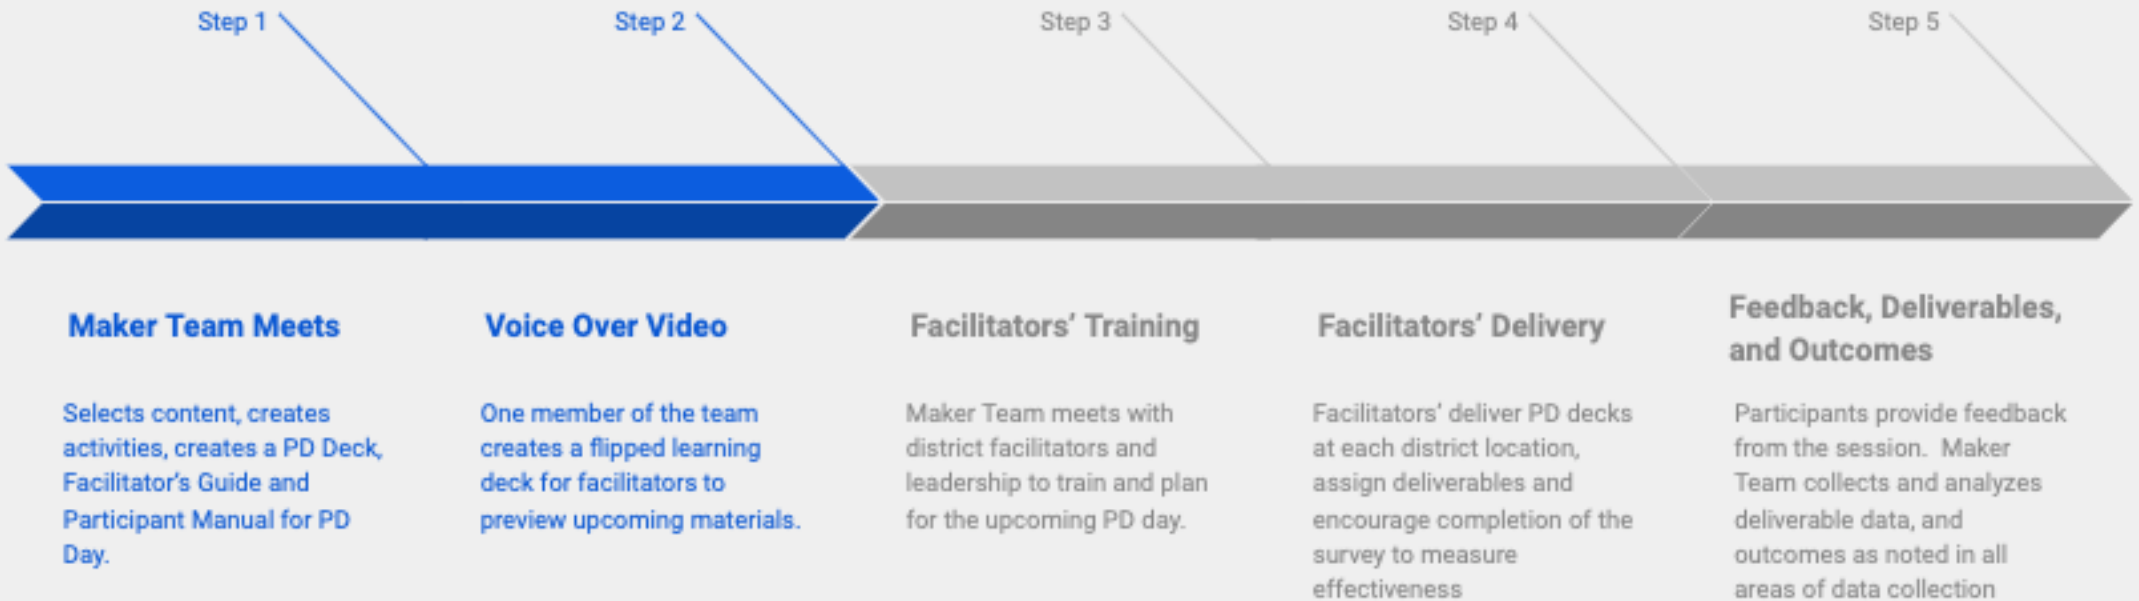 Step 1
Step 2
Step 3
Step 4
Step 5
Maker Team Meets
Selects content, creates
activities, creates a PD Deck,
Facilitator's Guide and
Participant Manual for PD
Day.
Voice Over Video
One member of the team
creates a flipped learning
deck for facilitators to
preview upcoming materials.
Facilitators' Training
Maker Team meets with
district facilitators and
leadership to train and plan
for the upcoming PD day.
Facilitators' Delivery
Facilitators' deliver PD decks
at each district location,
assign deliverables and
encourage completion of the
survey to measure
effectiveness
Feedback, Deliverables,
and Outcomes
Participants provide feedback
from the session.  Maker
Team collects and analyzes
deliverable data, and
outcomes as noted in all
areas of data collection